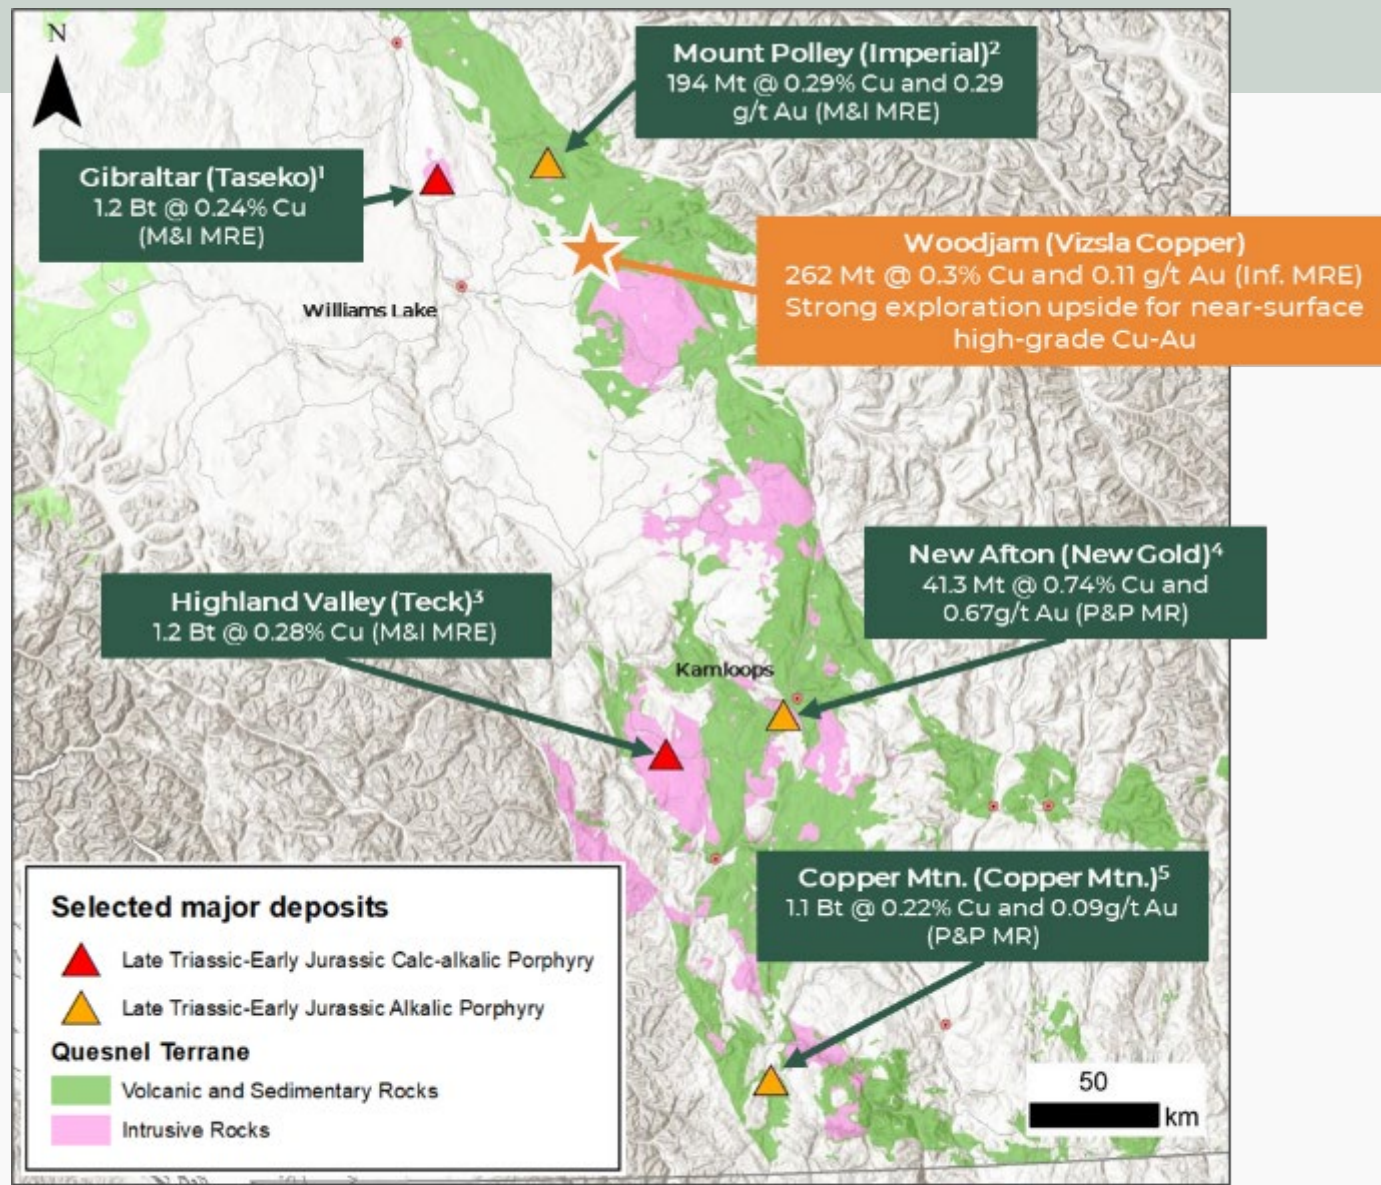 N
Mount Polley (Imperial)²
194 Mt @ 0.29% Cu and 0.29
g/t Au (M&I MRE)
Gibraltar (Taseko)¹
1.2 Bt @ 0.24% Cu
(M&I MRE)
Woodjam (Vizsla Copper)
262 Mt @ 0.3% Cu and 0.11 g/t Au (Inf. MRE)
Strong exploration upside for near-surface
high-grade Cu-Au
Williams Lake
New Afton (New Gold)⁴
41.3 Mt @ 0.74% Cu and
0.67g/t Au (P&P MR)
Highland Valley (Teck)³
1.2 Bt @ 0.28% Cu (M&I MRE)
Kamloops
Copper Mtn. (Copper Mtn.)⁵
1.1 Bt @ 0.22% Cu and 0.09g/t Au
(P&P MR)
Selected major deposits
Late Triassic-Early Jurassic Calc-alkalic Porphyry
Late Triassic-Early Jurassic Alkalic Porphyry
Quesnel Terrane
Volcanic and Sedimentary Rocks
Intrusive Rocks
50
km